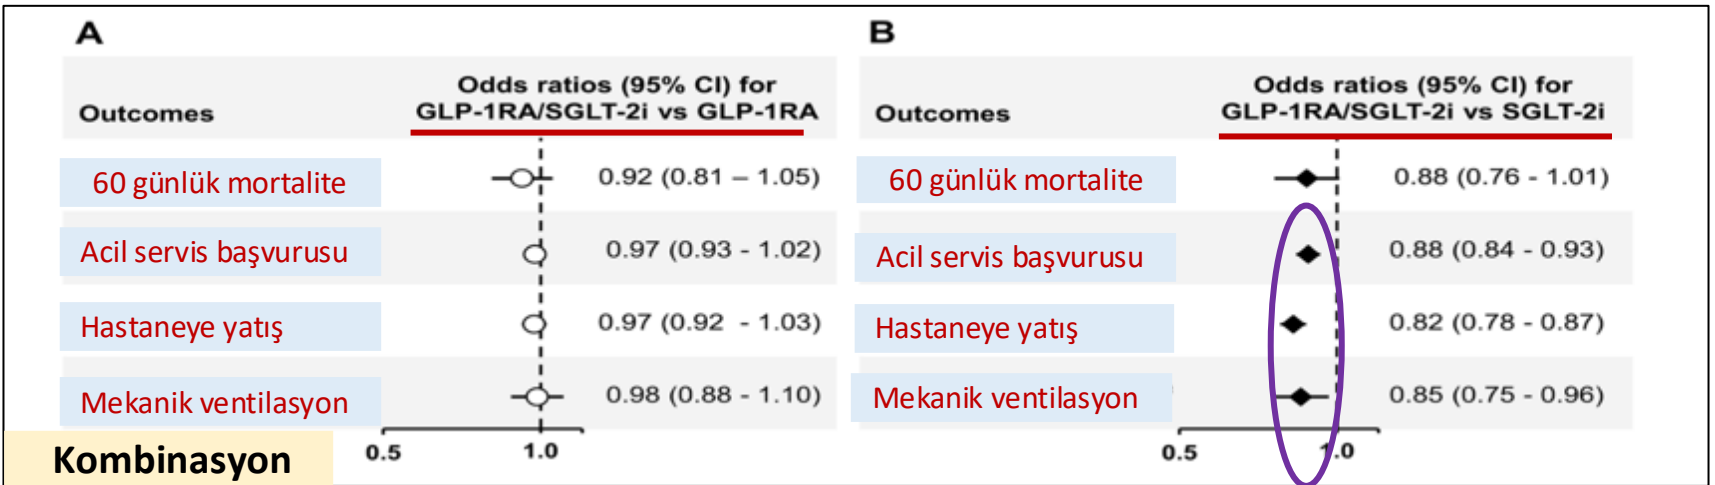 A
Outcomes
Odds ratios (95% CI) for
GLP-1RA/SGLT-2i vs GLP-1RA
60 günlük mortalite 0.92 (0.81 – 1.05)
Acil servis başvurusu 0.97 (0.93 - 1.02)
Hastaneye yatış 0.97 (0.92 - 1.03)
Mekanik ventilasyon 0.98 (0.88 - 1.10)
0.5 1.0
B
Outcomes
Odds ratios (95% CI) for
GLP-1RA/SGLT-2i vs SGLT-2i
60 günlük mortalite 0.88 (0.76 - 1.01)
Acil servis başvurusu 0.88 (0.84 - 0.93)
Hastaneye yatış 0.82 (0.78 - 0.87)
Mekanik ventilasyon 0.85 (0.75 - 0.96)
0.5 1.0
Kombinasyon